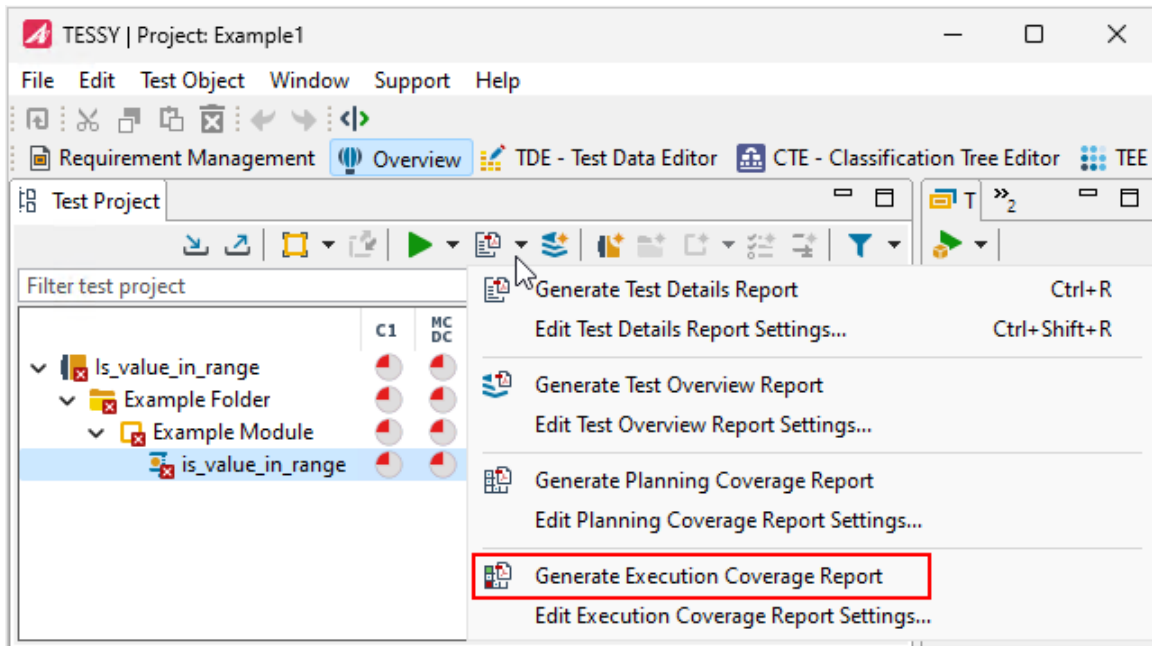 TESSY | Project: Example1
File Edit Test Object Window Support Help
Requirement Management Overview TDE - Test Data Editor CTE - Classification Tree Editor TEE
Test Project T »2
Filter test project
C1 MC DC
Is_value_in_range
Example Folder
Example Module
is_value_in_range
Generate Test Details Report Ctrl+R
Edit Test Details Report Settings... Ctrl+Shift+R
Generate Test Overview Report
Edit Test Overview Report Settings...
Generate Planning Coverage Report
Edit Planning Coverage Report Settings...
Generate Execution Coverage Report
Edit Execution Coverage Report Settings...